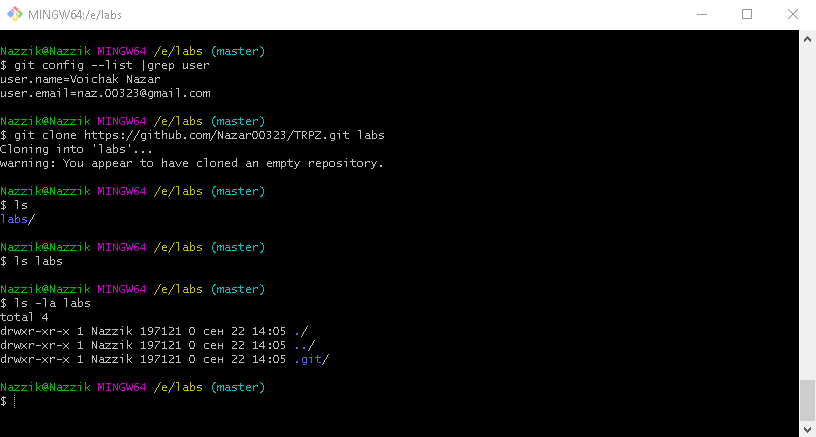 MINGW64:/e/labs
Nazzik@Nazzik MINGW64 /e/labs (master)
$ git config --list |grep user
user.name=Voichak Nazar
user.email=naz.00323@gmail.com
Nazzik@Nazzik MINGW64 /e/labs (master)
$ git clone https://github.com/Nazar00323/TRPZ.git labs
Cloning into 'labs'...
warning: You appear to have cloned an empty repository.
Nazzik@Nazzik MINGW64 /e/labs (master)
$ ls
labs/
Nazzik@Nazzik MINGW64 /e/labs (master)
$ ls labs
Nazzik@Nazzik MINGW64 /e/labs (master)
$ ls -la labs
total 4
drwxr-xr-x 1 Nazzik 197121 0 сен 22 14:05 ./
drwxr-xr-x 1 Nazzik 197121 0 сен 22 14:05 ../
drwxr-xr-x 1 Nazzik 197121 0 сен 22 14:05 .git/
Nazzik@Nazzik MINGW64 /e/labs (master)
$